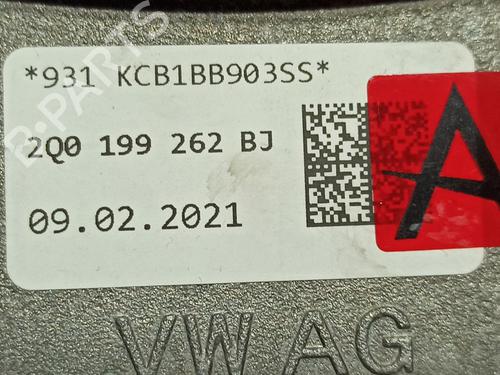 *931 KCB1BB903SS*
2Q0 199 262 BJ
09.02.2021
A
VW AG
B-PARTS